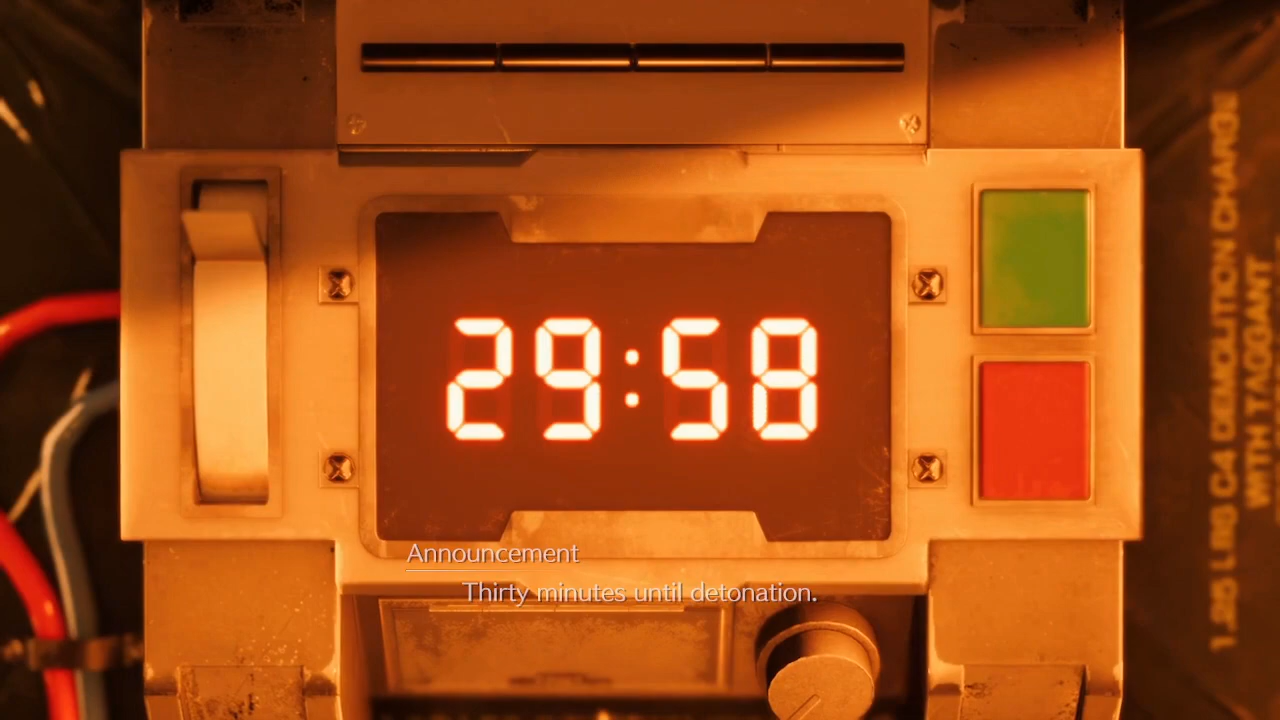 29:58
Announcement
Thirty minutes until detonation.
1.25 LBS C4 DEMOLITION CHARGE
WITH TAGGANT